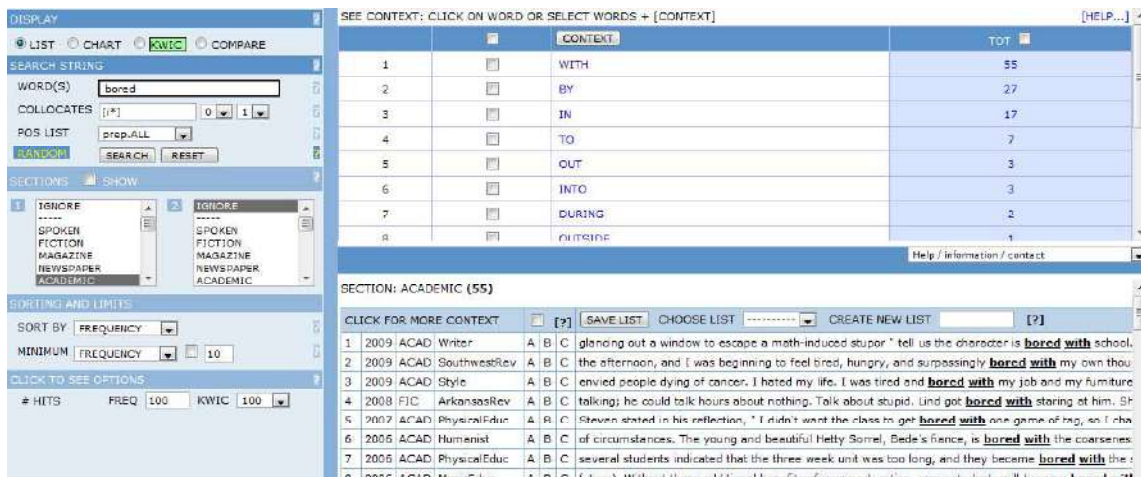 DISPLAY ?
LIST CHART KWIC COMPARE
SEARCH STRING
WORD(S) bored
COLLOCATES [i*] 0 1
POS LIST prep.ALL
RANDOM SEARCH RESET
SECTIONS SHOW
1 IGNORE 2 IGNORE
----- -----
SPOKEN SPOKEN
FICTION FICTION
MAGAZINE MAGAZINE
NEWSPAPER NEWSPAPER
ACADEMIC ACADEMIC
SORTING AND LIMITS
SORT BY FREQUENCY
MINIMUM FREQUENCY 10
CLICK TO SEE OPTIONS
# HITS FREQ 100 KWIC 100
SEE CONTEXT: CLICK ON WORD OR SELECT WORDS + [CONTEXT] [HELP...]
CONTEXT TOT
1 WITH 55
2 BY 27
3 IN 17
4 TO 7
5 OUT 3
6 INTO 3
7 DURING 2
8 OUTSIDE 1
Help / information / contact
SECTION: ACADEMIC (55)
CLICK FOR MORE CONTEXT [?] SAVE LIST CHOOSE LIST ---------- CREATE NEW LIST [?]
1 2009 ACAD Writer A B C glancing out a window to escape a math-induced stupor " tell us the character is bored with school.
2 2009 ACAD SouthwestRev A B C the afternoon, and I was beginning to feel tired, hungry, and surpassingly bored with my own thou
3 2009 ACAD Style A B C envied people dying of cancer. I hated my life. I was tired and bored with my job and my furniture
4 2008 FIC ArkansasRev A B C talking; he could talk hours about nothing. Talk about stupid. Lind got bored with staring at him. Sh
5 2007 ACAD PhysicalEduc A B C Steven stated in his reflection, " I didn't want the class to get bored with one game of tag, so I cha
6 2006 ACAD Humanist A B C of circumstances. The young and beautiful Hetty Sorrel, Bede's fiance, is bored with the coarsenes
7 2006 ACAD PhysicalEduc A B C several students indicated that the three week unit was too long, and they became bored with the